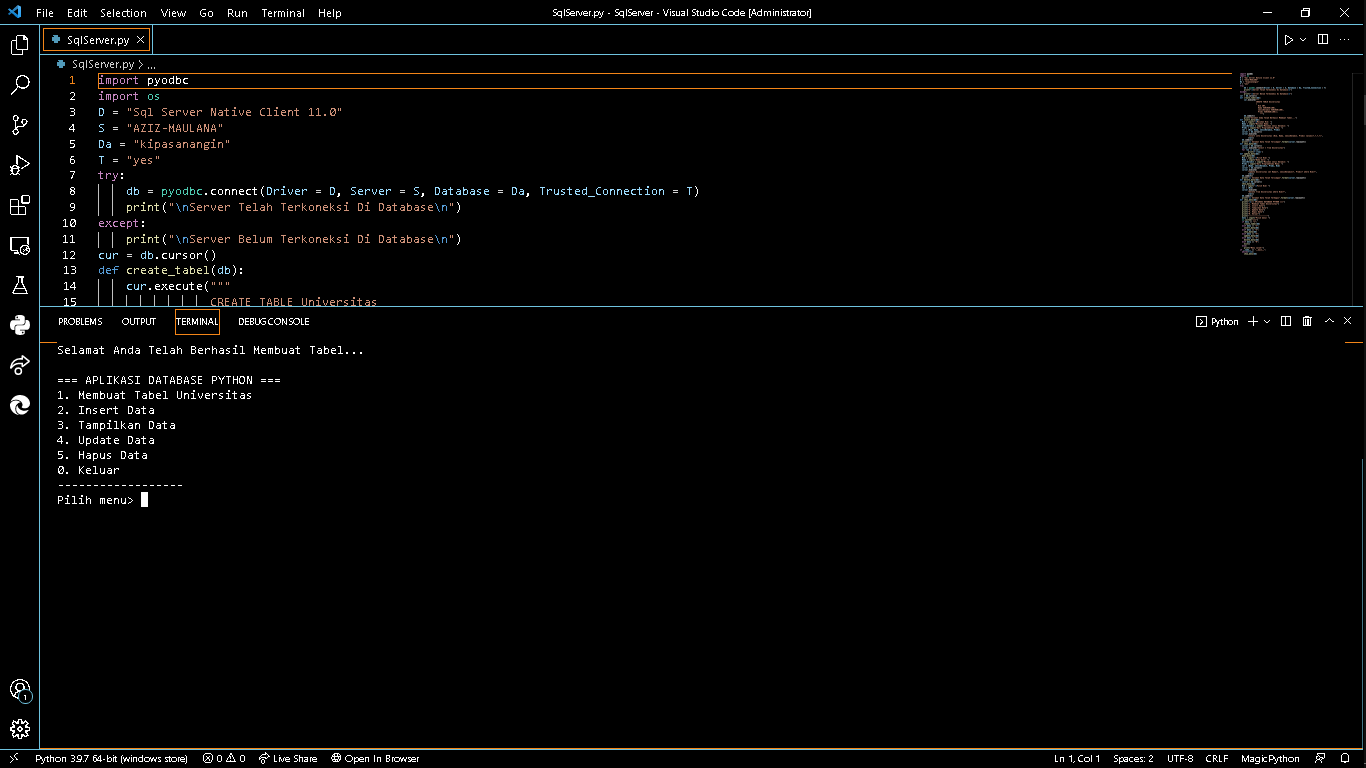 File Edit Selection View Go Run Terminal Help
SqlServer.py - SqlServer - Visual Studio Code [Administrator]
SqlServer.py
SqlServer.py > ...
1 import pyodbc
2 import os
3 D = "Sql Server Native Client 11.0"
4 S = "AZIZ-MAULANA"
5 Da = "kipasanangin"
6 T = "yes"
7 try:
8 db = pyodbc.connect(Driver = D, Server = S, Database = Da, Trusted_Connection = T)
9 print("\nServer Telah Terkoneksi Di Database\n")
10 except:
11 print("\nServer Belum Terkoneksi Di Database\n")
12 cur = db.cursor()
13 def create_tabel(db):
14 cur.execute("""
15 CREATE TABLE Universitas
PROBLEMS OUTPUT TERMINAL DEBUG CONSOLE
Python
Selamat Anda Telah Berhasil Membuat Tabel...
=== APLIKASI DATABASE PYTHON ===
1. Membuat Tabel Universitas
2. Insert Data
3. Tampilkan Data
4. Update Data
5. Hapus Data
0. Keluar
------------------
Pilih menu>
1
Python 3.9.7 64-bit (windows store) 0 0 Live Share Open In Browser
Ln 1, Col 1 Spaces: 2 UTF-8 CRLF MagicPython